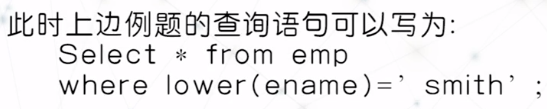 此时上边例题的查询语句可以写为:
Select * from emp
where lower(ename)=’ smith’ ;